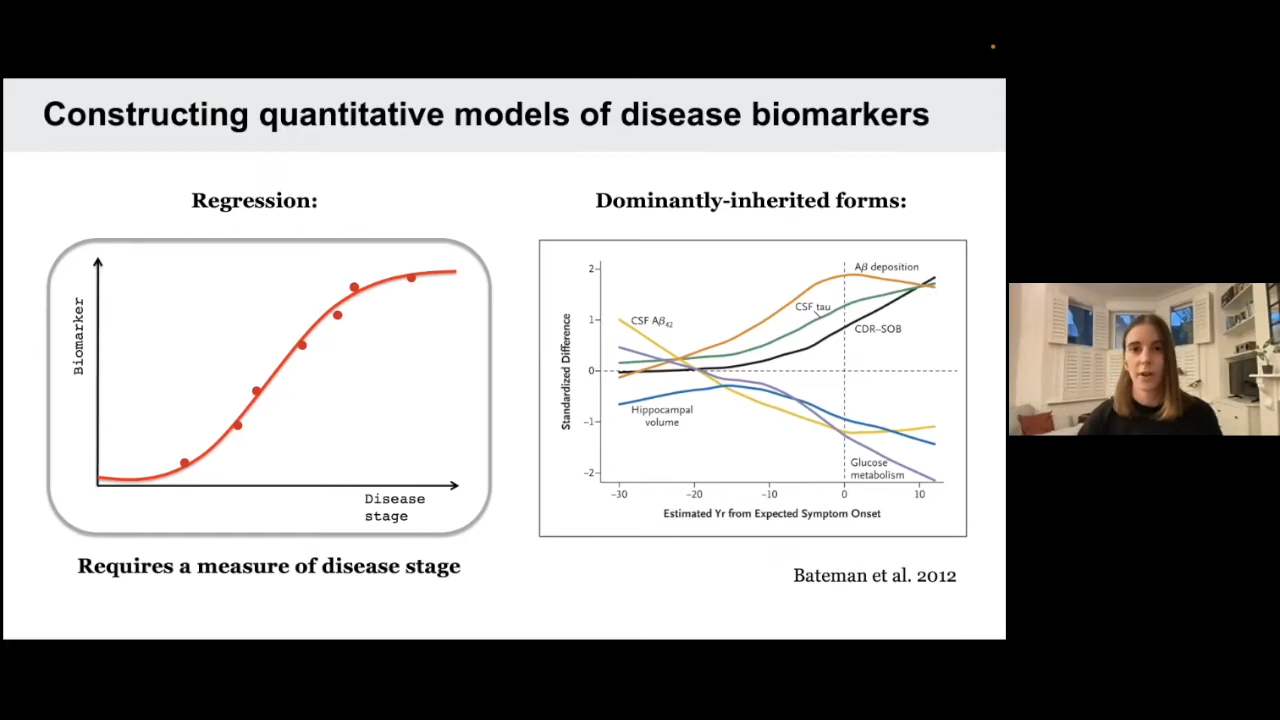 Constructing quantitative models of disease biomarkers
Regression:
Biomarker
Disease
stage
Requires a measure of disease stage
Dominantly-inherited forms:
Standardized Difference
2
1
0
−1
−2
CSF Aβ42
Aβ deposition
CSF tau
CDR–SOB
Hippocampal
volume
Glucose
metabolism
−30
−20
−10
0
10
Estimated Yr from Expected Symptom Onset
Bateman et al. 2012